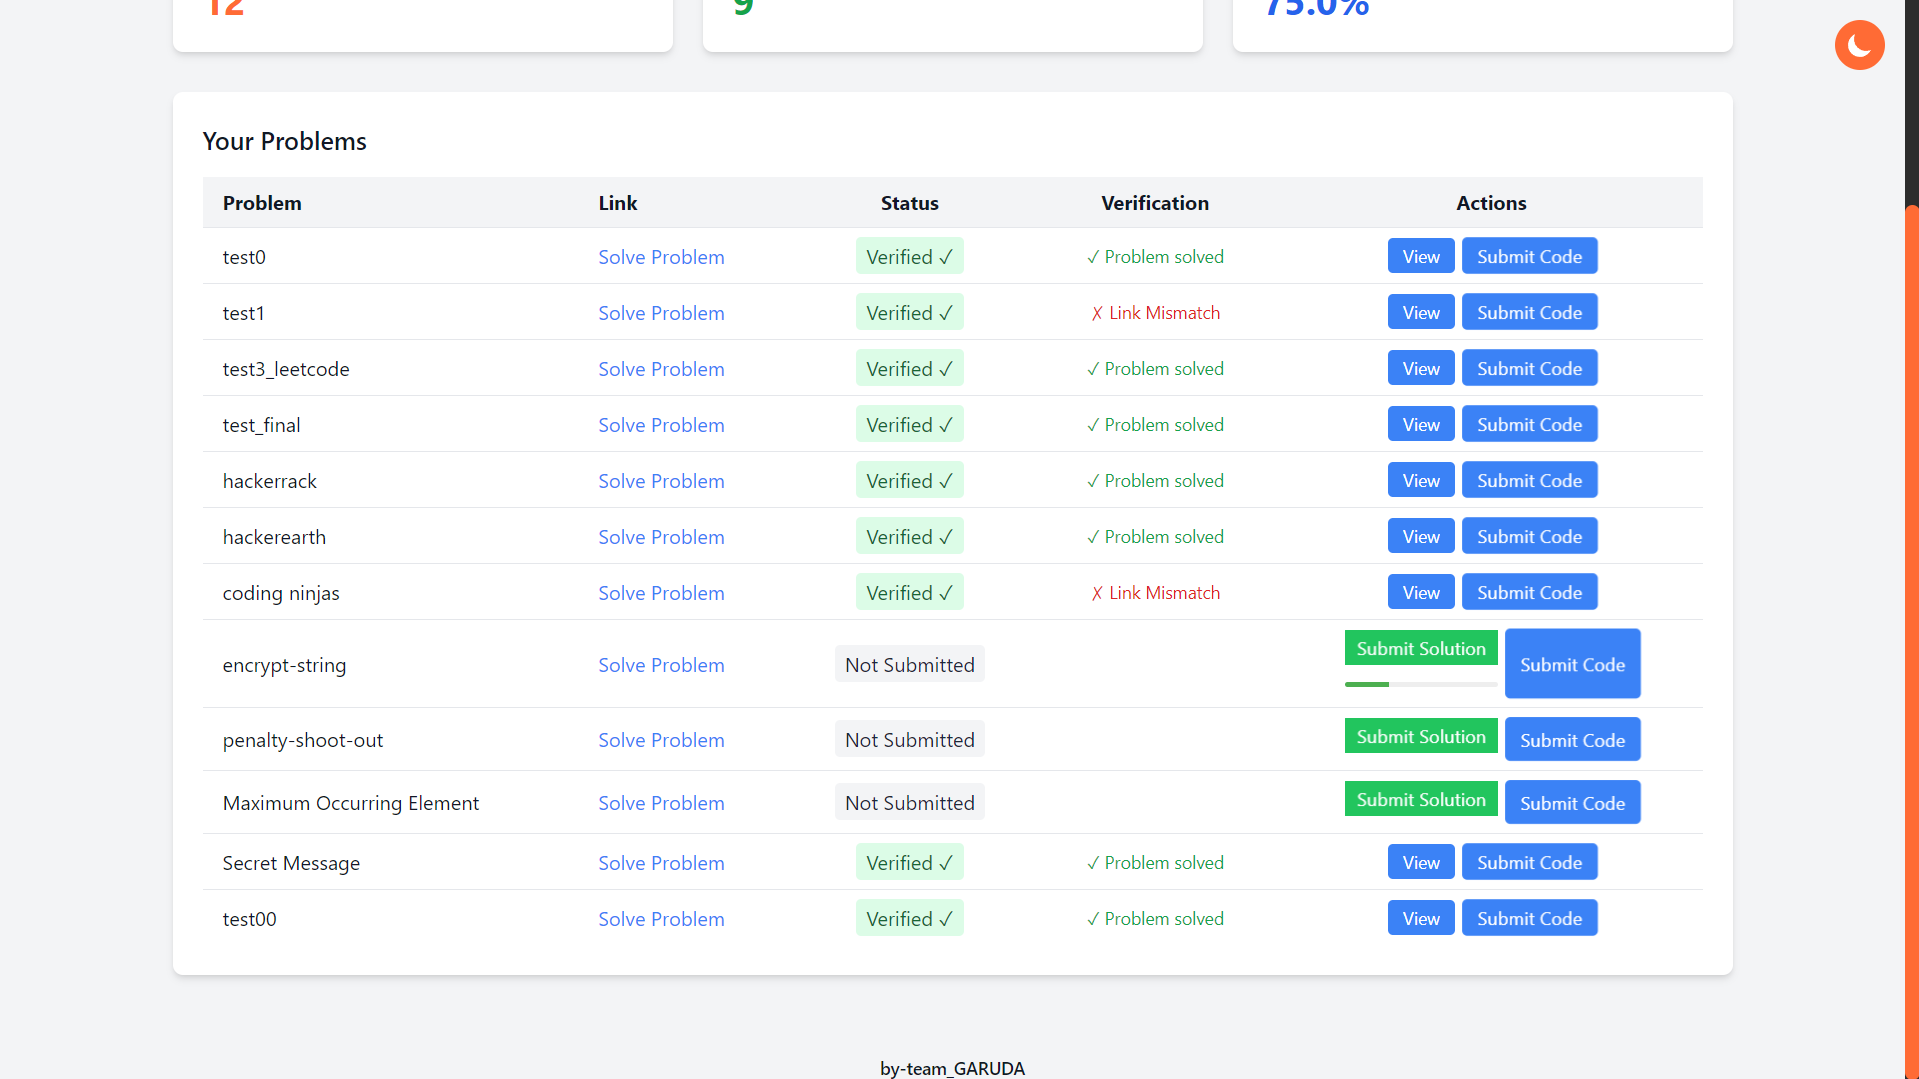 12 9 75.0%
Your Problems
Problem Link Status Verification Actions
test0 Solve Problem Verified ✓ ✓ Problem solved View Submit Code
test1 Solve Problem Verified ✓ ✗ Link Mismatch View Submit Code
test3_leetcode Solve Problem Verified ✓ ✓ Problem solved View Submit Code
test_final Solve Problem Verified ✓ ✓ Problem solved View Submit Code
hackerrack Solve Problem Verified ✓ ✓ Problem solved View Submit Code
hackerearth Solve Problem Verified ✓ ✓ Problem solved View Submit Code
coding ninjas Solve Problem Verified ✓ ✗ Link Mismatch View Submit Code
encrypt-string Solve Problem Not Submitted Submit Solution Submit Code
penalty-shoot-out Solve Problem Not Submitted Submit Solution Submit Code
Maximum Occurring Element Solve Problem Not Submitted Submit Solution Submit Code
Secret Message Solve Problem Verified ✓ ✓ Problem solved View Submit Code
test00 Solve Problem Verified ✓ ✓ Problem solved View Submit Code
by-team_GARUDA